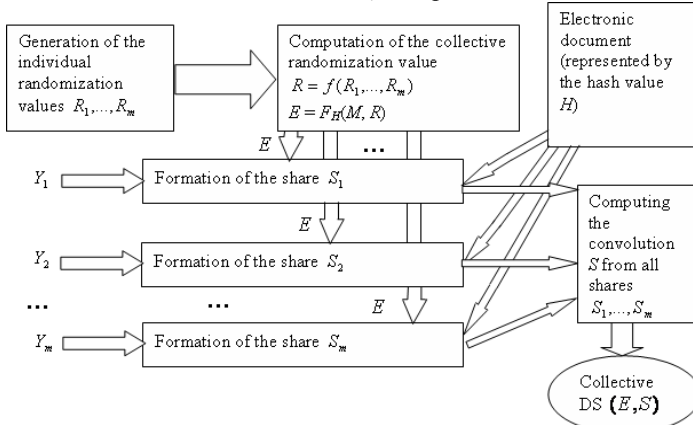 Generation of the
individual
randomization
values R₁,...,Rₘ
Computation of the collective
randomization value
R = f(R₁,...,Rₘ)
E = F_H(M, R)
Electronic
document
(represented by
the hash value
H)
E
...
Y₁
Formation of the share S₁
E
Y₂
Formation of the share S₂
...
...
E
Yₘ
Formation of the share Sₘ
Computing
the
convolution
S from all
shares
S₁,...,Sₘ
Collective
DS (E,S)